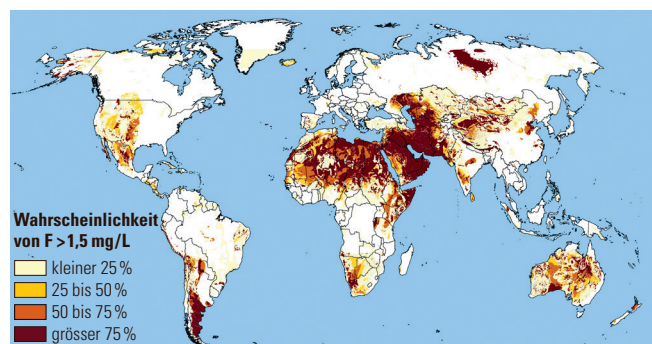 Wahrscheinlichkeit
von F > 1,5 mg/L
kleiner 25 %
25 bis 50 %
50 bis 75 %
grösser 75 %